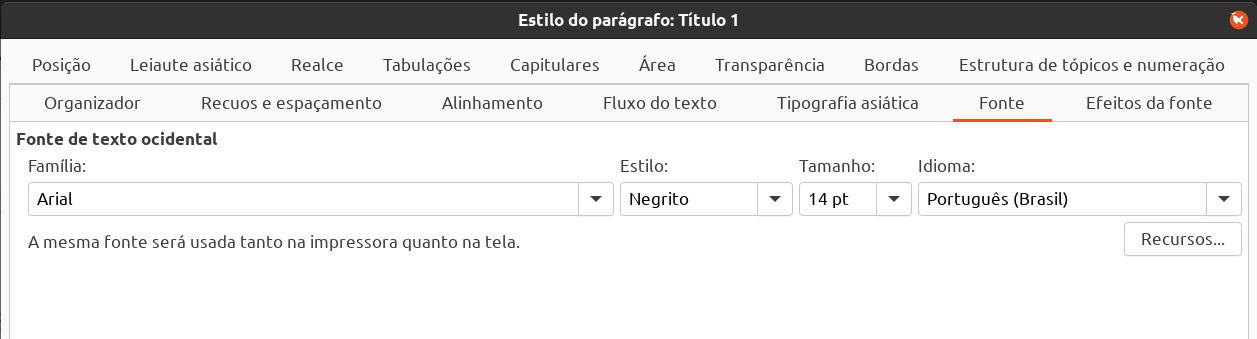 Estilo do parágrafo: Título 1
Posição Leiaute asiático Realce Tabulações Capitulares Área Transparência Bordas Estrutura de tópicos e numeração
Organizador Recuos e espaçamento Alinhamento Fluxo do texto Tipografia asiática Fonte Efeitos da fonte
Fonte de texto ocidental
Família: Estilo: Tamanho: Idioma:
Arial Negrito 14 pt Português (Brasil)
A mesma fonte será usada tanto na impressora quanto na tela. Recursos...